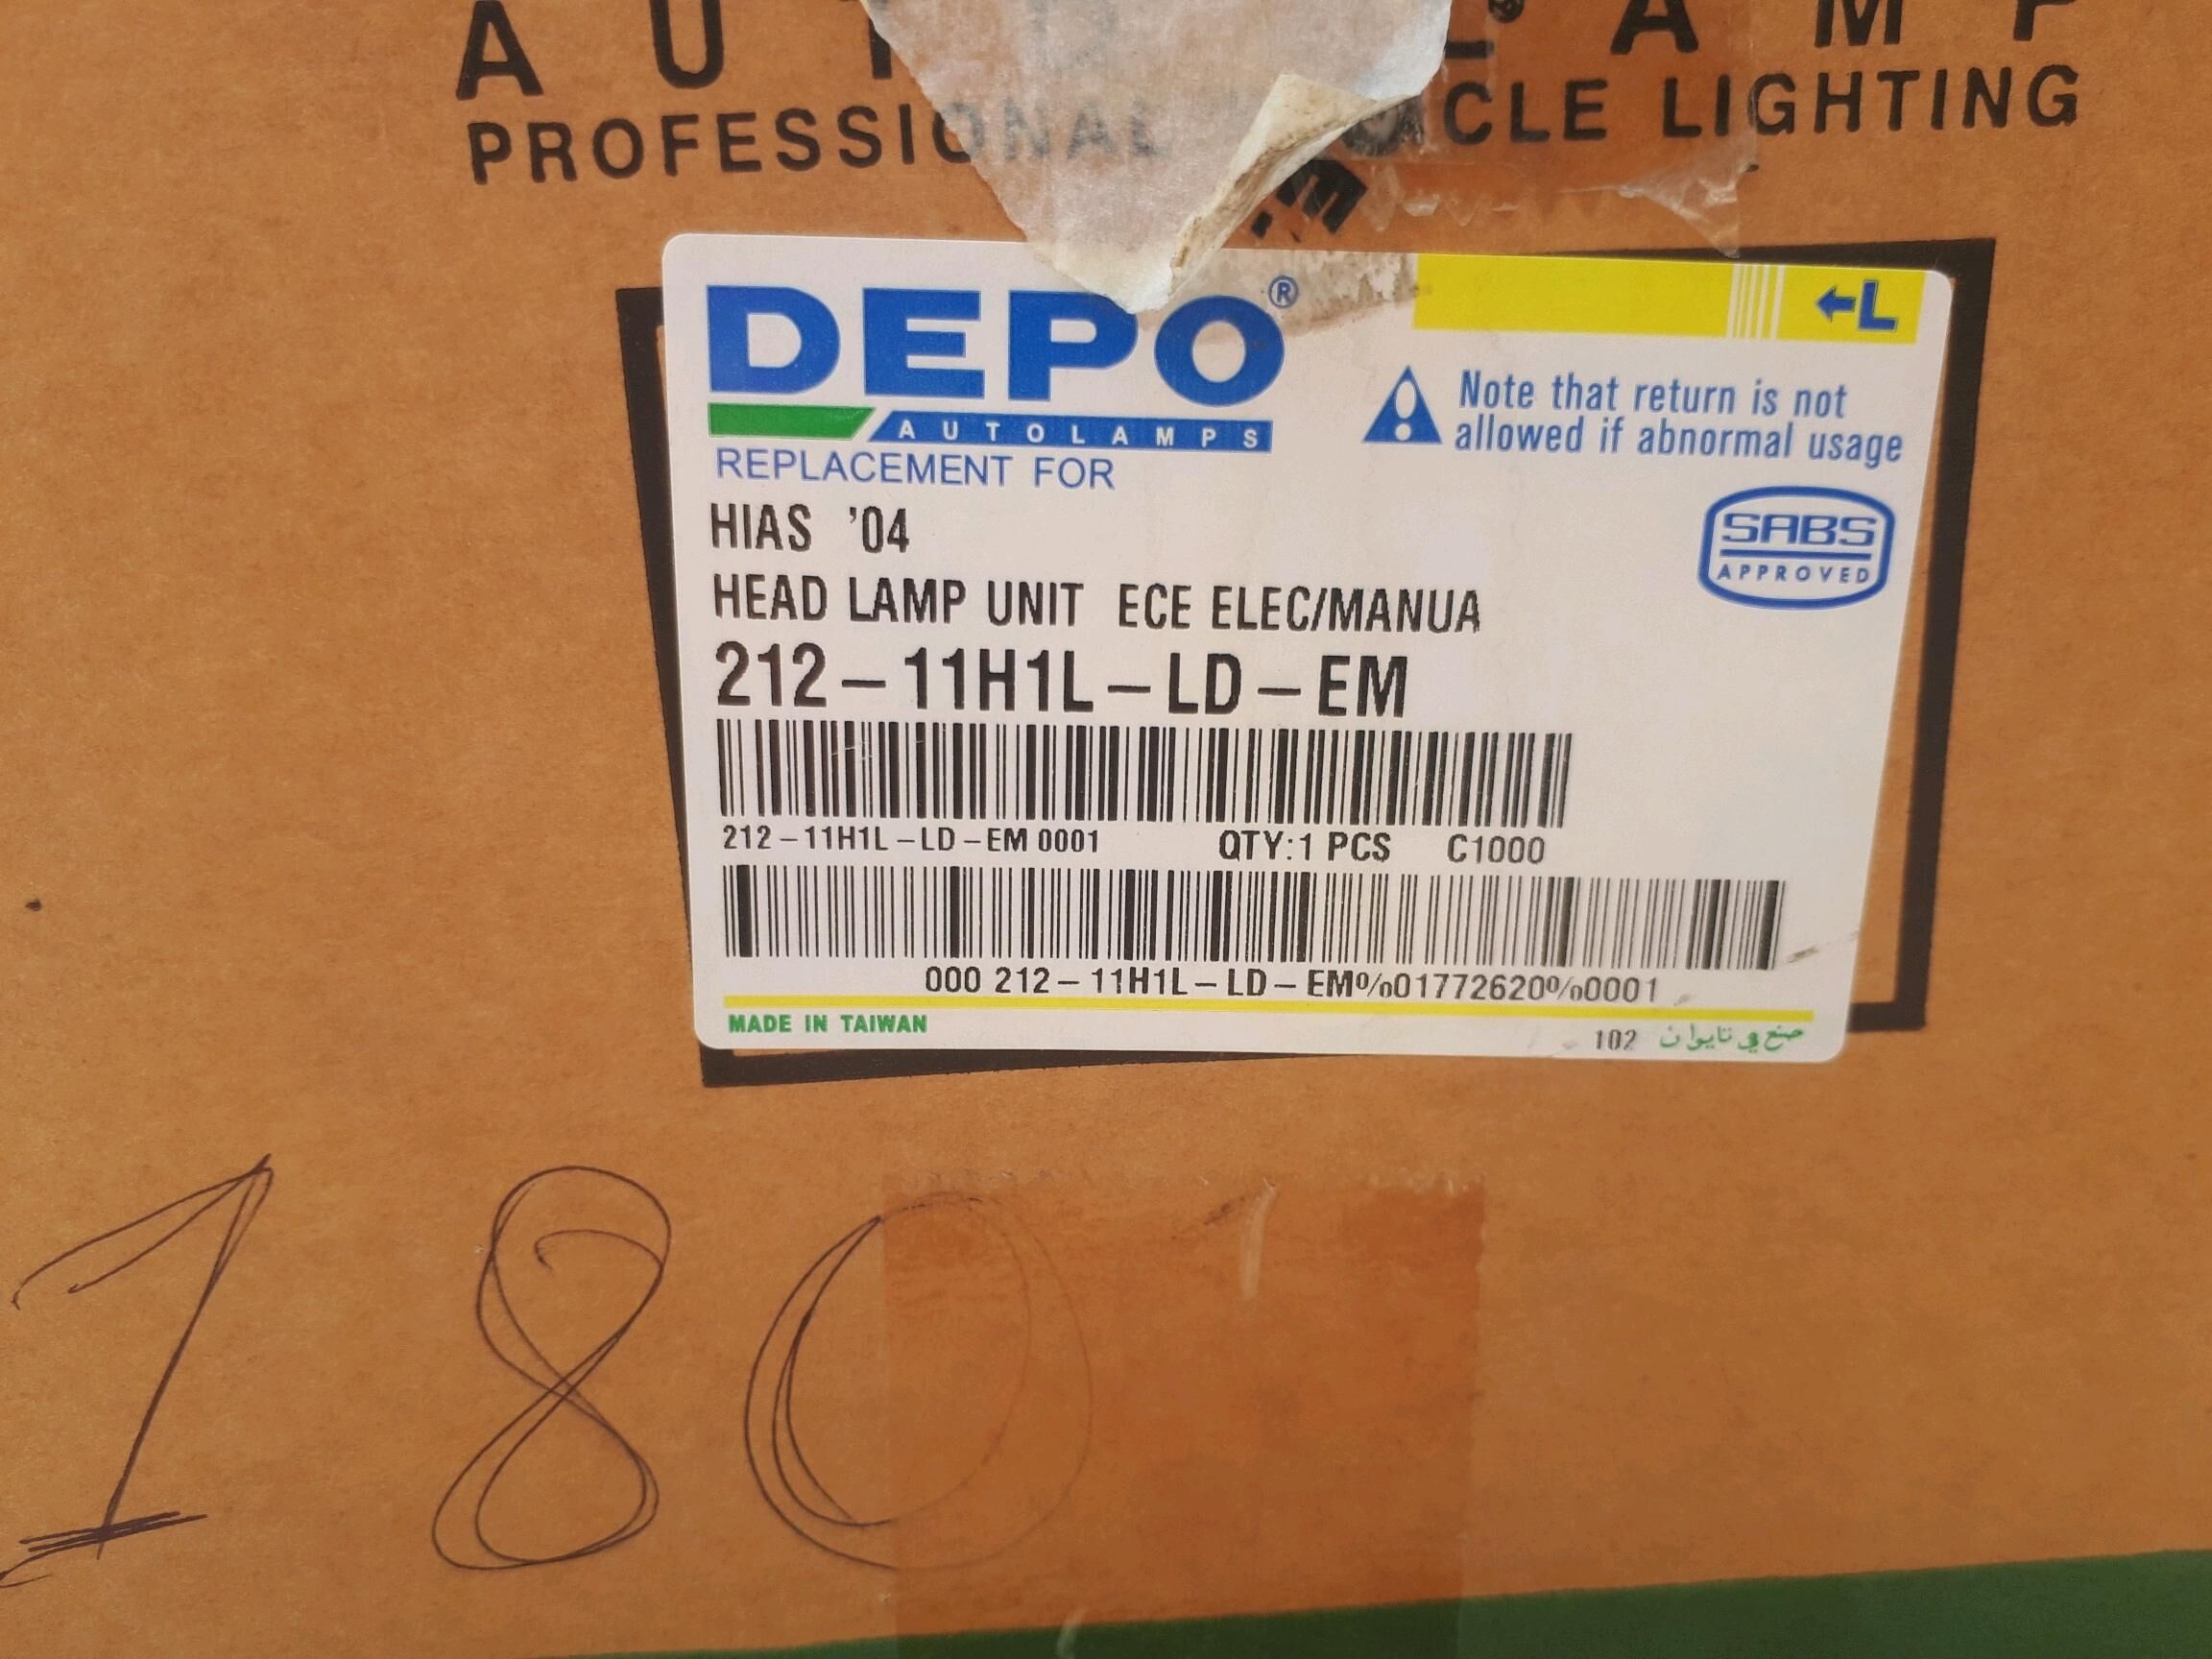 PROFESSIONAL CLE LIGHTING
DEPO®
AUTOLAMPS
←L
Note that return is not
allowed if abnormal usage
REPLACEMENT FOR
HIAS '04
SABS
APPROVED
HEAD LAMP UNIT ECE ELEC/MANUA
212-11H1L-LD-EM
212-11H1L-LD-EM 0001 QTY:1 PCS C1000
000 212-11H1L-LD-EM%01772620%0001
MADE IN TAIWAN 102 صنع في تايوان
180